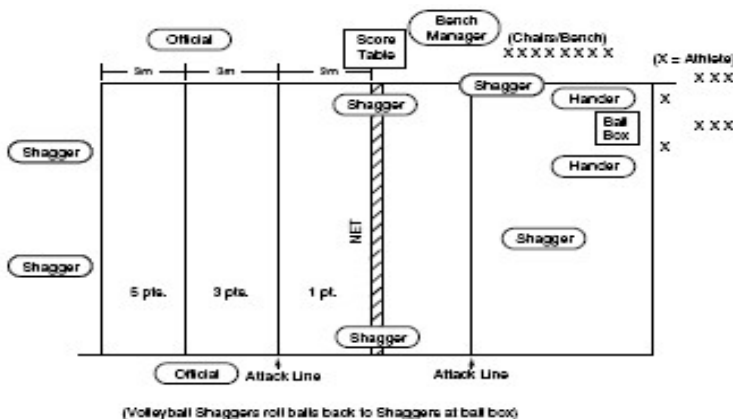 Official
Score
Table
Bench
Manager
(Chairs/Bench)
X X X X X X X X
(X = Athlete)
X X X
3m
3m
3m
Shagger
Shagger
Hander
X
Ball
Box
X X X
X
Shagger
Hander
NET
Shagger
Shagger
5 pts.
3 pts.
1 pt.
Shagger
Official
Attack Line
Attack Line
(Volleyball Shaggers roll balls back to Shaggers at ball box)